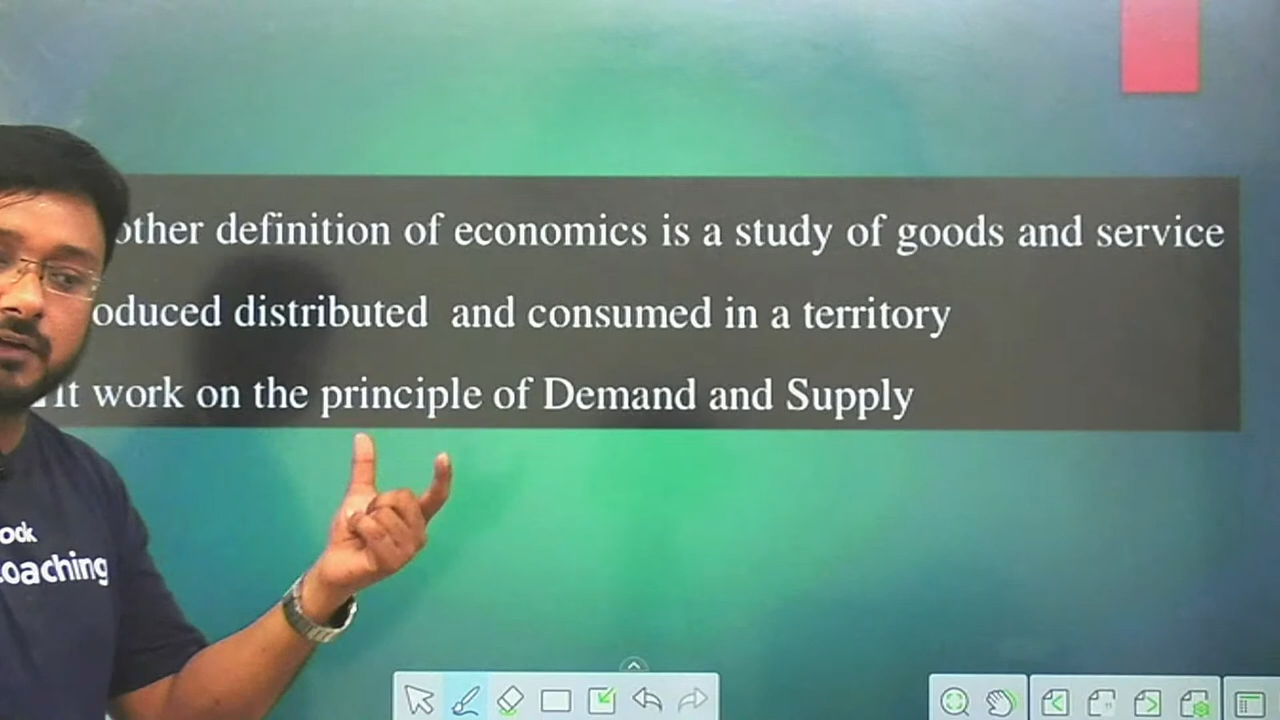 other definition of economics is a study of goods and service
oduced distributed and consumed in a territory
It work on the principle of Demand and Supply
ock
oaching